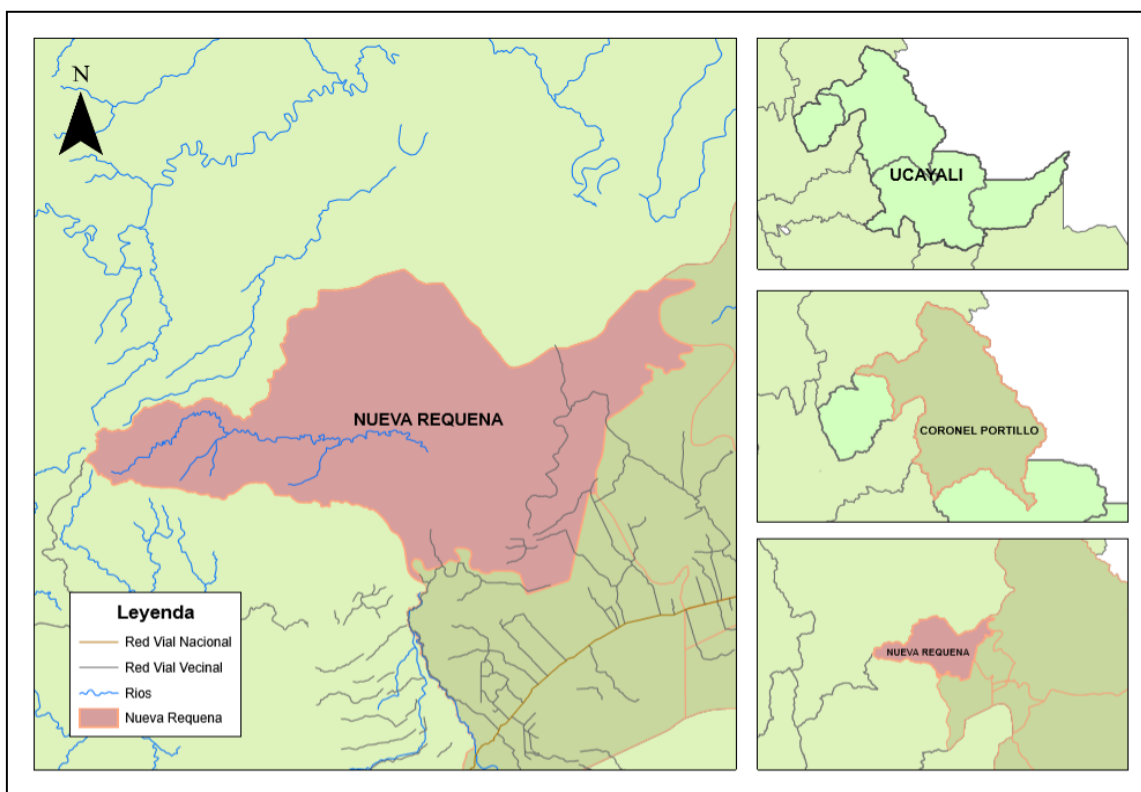 N
NUEVA REQUENA
Leyenda
Red Vial Nacional
Red Vial Vecinal
Rios
Nueva Requena
UCAYALI
CORONEL PORTILLO
NUEVA REQUENA